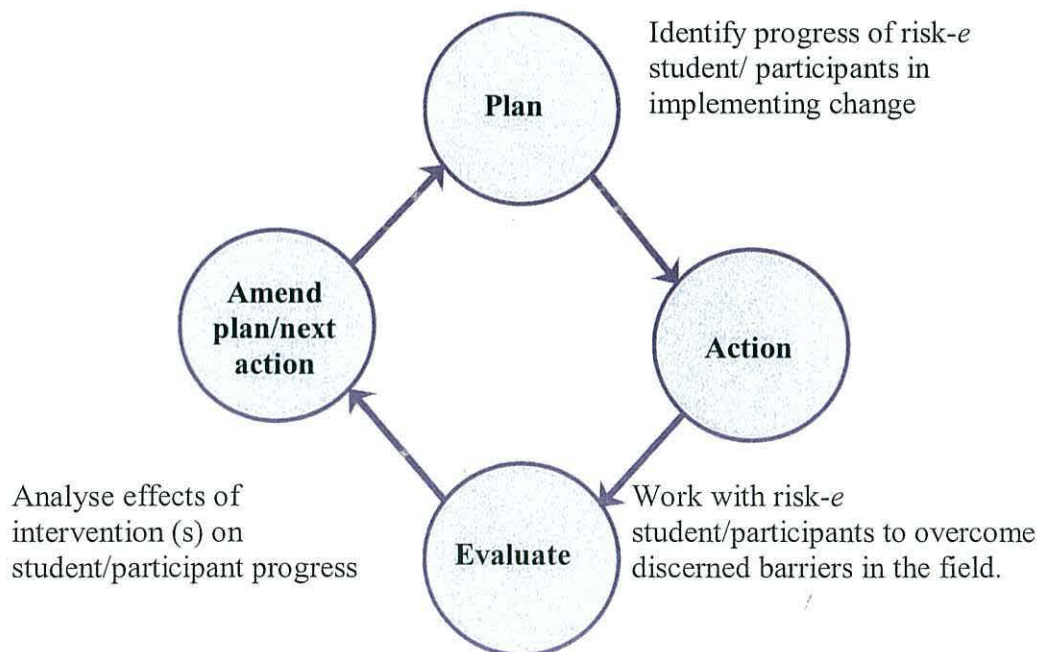 Identify progress of risk-e
student/ participants in
implementing change
Plan
Amend
plan/next
action
Action
Analyse effects of
intervention (s) on
student/participant progress
Evaluate
Work with risk-e
student/participants to overcome
discerned barriers in the field.